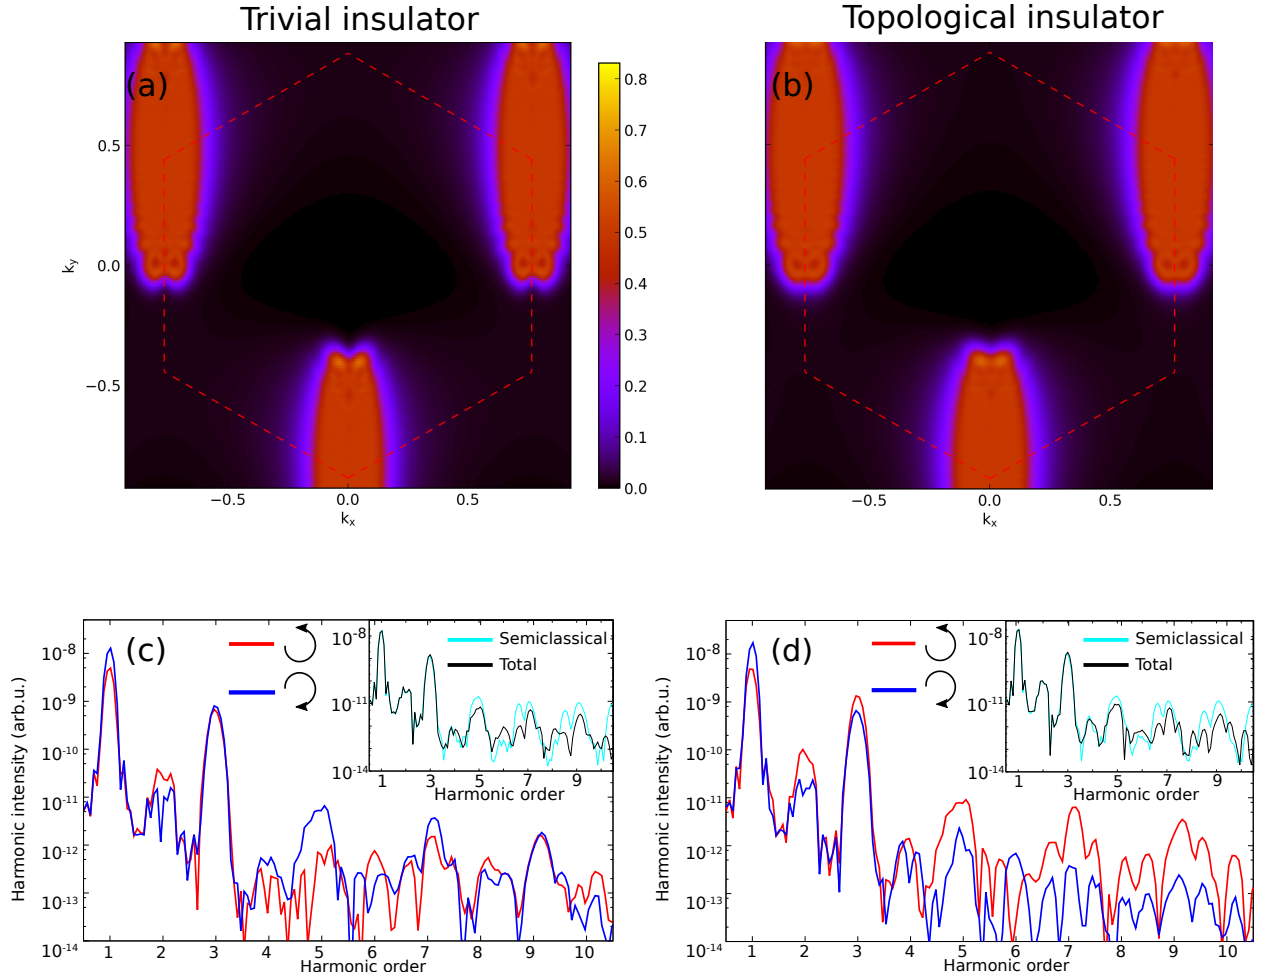 Trivial insulator
Topological insulator
(a)
(b)
0.5
0.0
−0.5
k_y
−0.5 0.0 0.5
k_x
0.8
0.7
0.6
0.5
0.4
0.3
0.2
0.1
0.0
−0.5 0.0 0.5
k_x
(c)
Harmonic intensity (arb.u.)
10^-8
10^-9
10^-10
10^-11
10^-12
10^-13
10^-14
1 2 3 4 5 6 7 8 9 10
Harmonic order
Semiclassical
Total
10^-8
10^-11
10^-14
1 3 5 7 9
Harmonic order
(d)
Harmonic intensity (arb.u.)
10^-8
10^-9
10^-10
10^-11
10^-12
10^-13
10^-14
1 2 3 4 5 6 7 8 9 10
Harmonic order
Semiclassical
Total
10^-8
10^-11
10^-14
1 3 5 7 9
Harmonic order